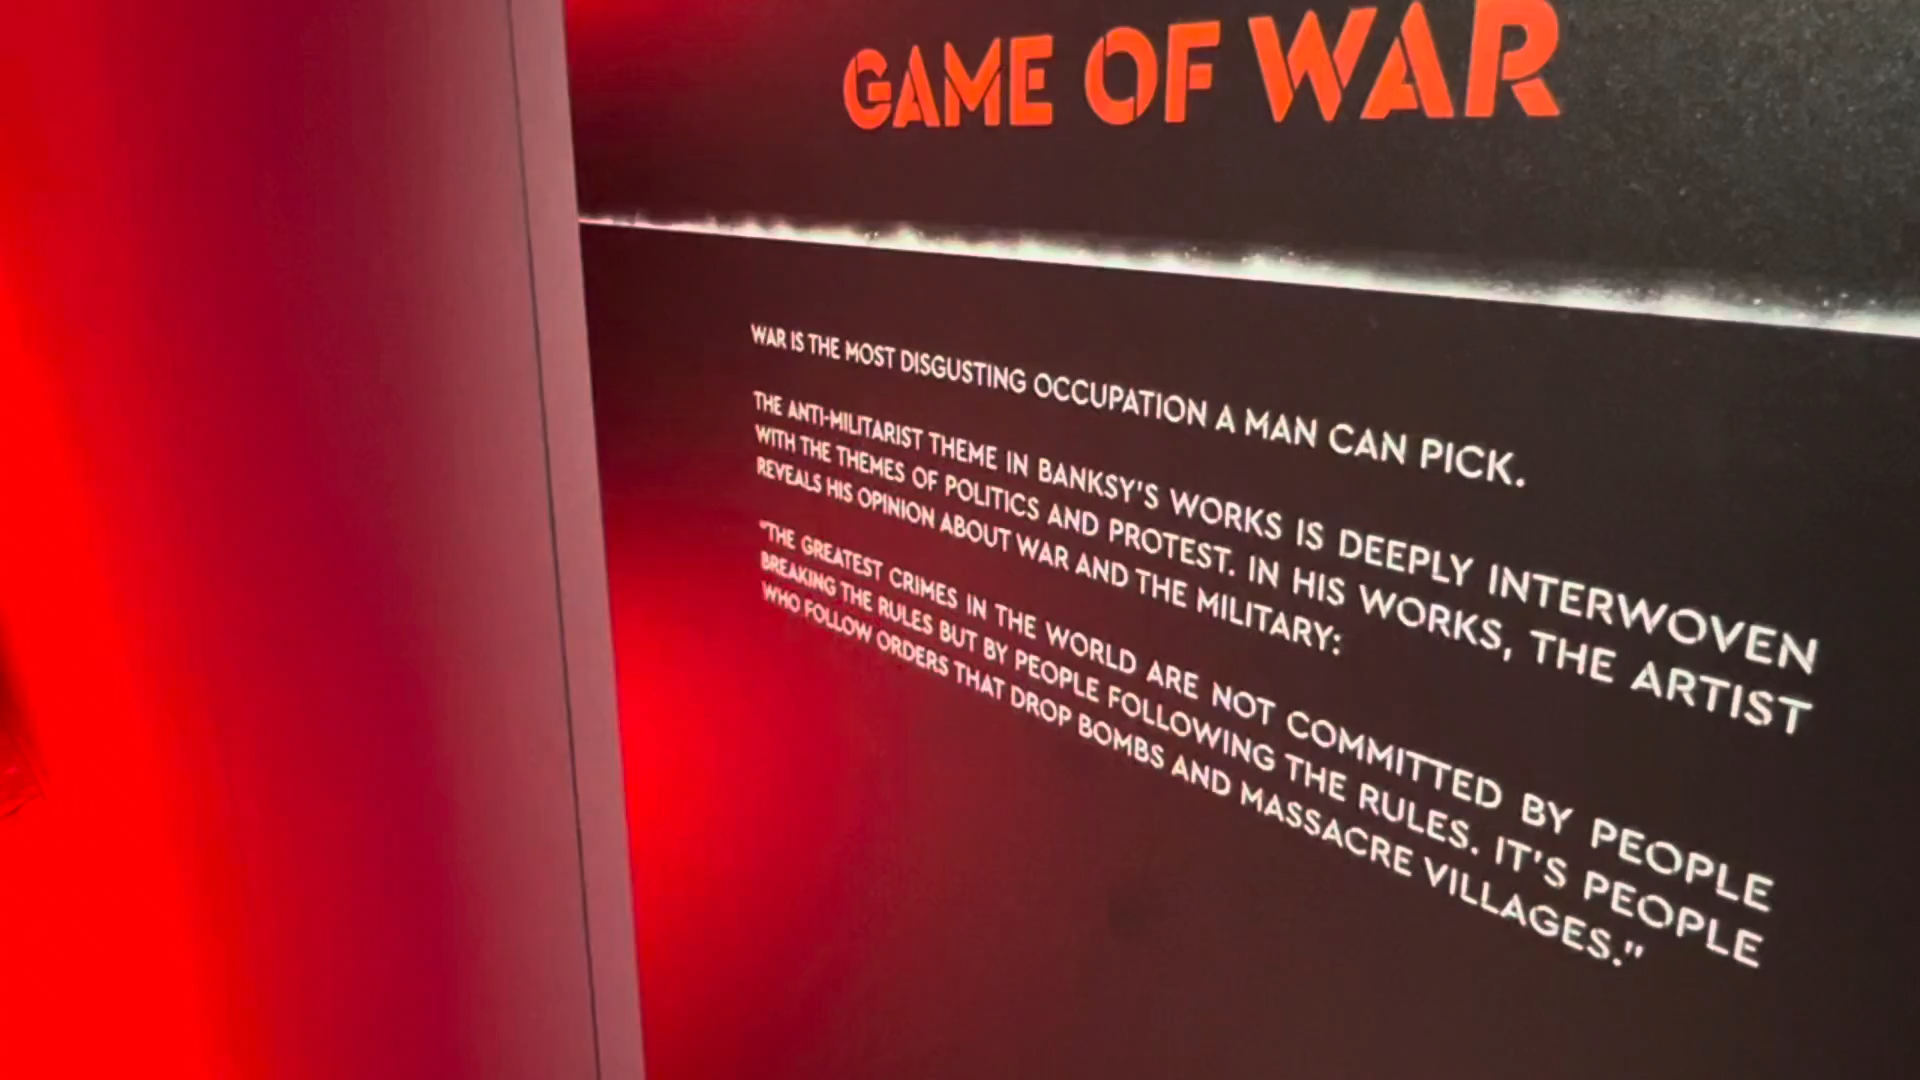 GAME OF WAR
WAR IS THE MOST DISGUSTING OCCUPATION A MAN CAN PICK.
THE ANTI-MILITARIST THEME IN BANKSY'S WORKS IS DEEPLY INTERWOVEN
WITH THE THEMES OF POLITICS AND PROTEST. IN HIS WORKS, THE ARTIST
REVEALS HIS OPINION ABOUT WAR AND THE MILITARY:
"THE GREATEST CRIMES IN THE WORLD ARE NOT COMMITTED BY PEOPLE
BREAKING THE RULES BUT BY PEOPLE FOLLOWING THE RULES. IT'S PEOPLE
WHO FOLLOW ORDERS THAT DROP BOMBS AND MASSACRE VILLAGES."